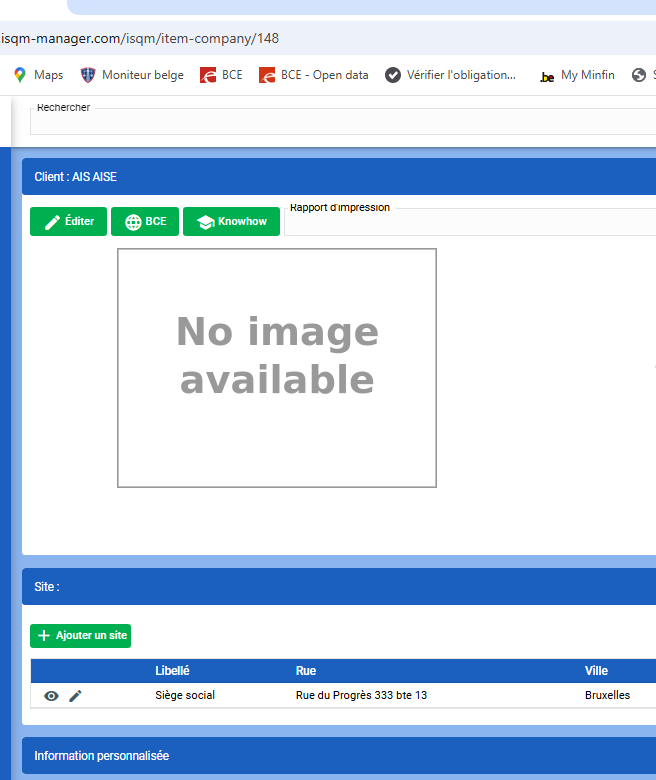 .isqm-manager.com/isqm/item-company/148
Maps Moniteur belge BCE BCE - Open data Vérifier l'obligation... .be My Minfin S
Rechercher
Client : AIS AISE
Rapport d'impression
Éditer BCE Knowhow
No image
available
Site :
Ajouter un site
Libellé Rue Ville
Siège social Rue du Progrès 333 bte 13 Bruxelles
Information personnalisée